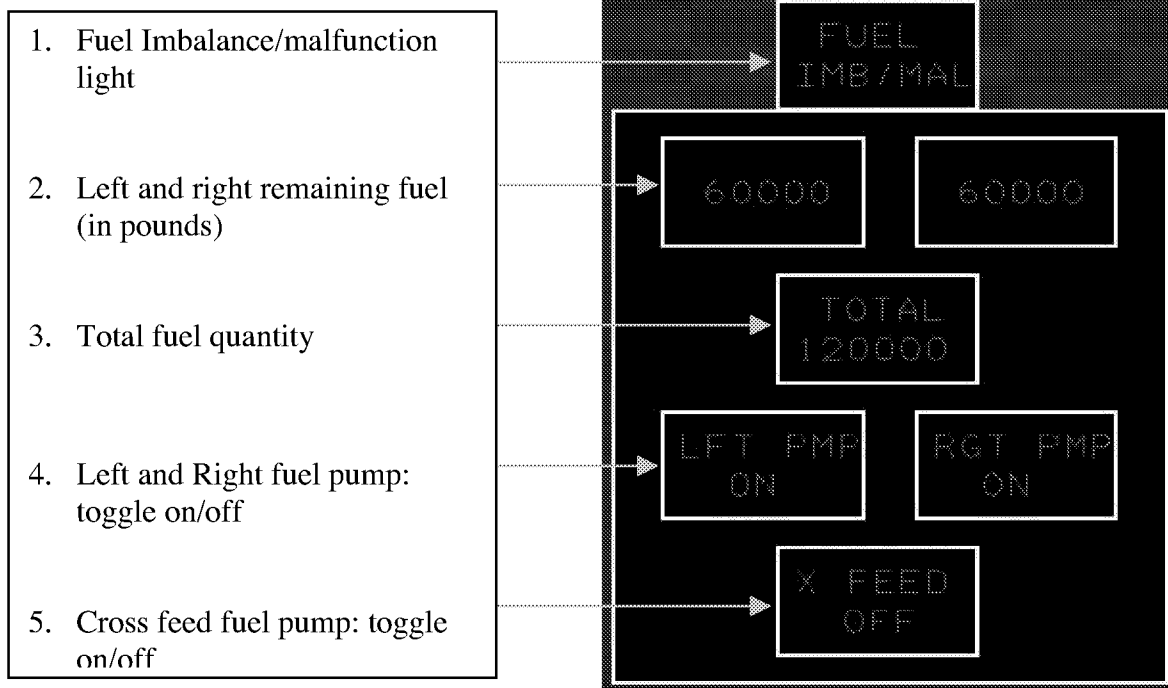 1. Fuel Imbalance/malfunction
light
2. Left and right remaining fuel
(in pounds)
3. Total fuel quantity
4. Left and Right fuel pump:
toggle on/off
5. Cross feed fuel pump: toggle
on/off
FUEL
IMB/MAL
60000 60000
TOTAL
120000
LFT PMP RGT PMP
ON ON
X FEED
OFF